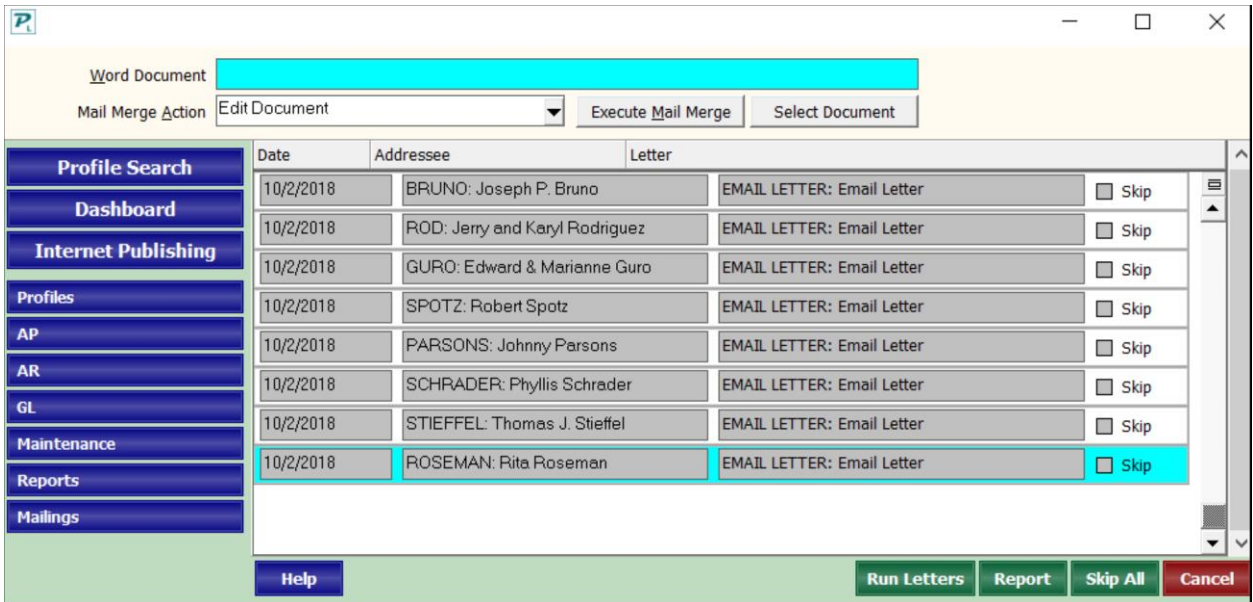 PL
Word Document
Mail Merge Action Edit Document Execute Mail Merge Select Document
Profile Search
Dashboard
Internet Publishing
Profiles
AP
AR
GL
Maintenance
Reports
Mailings
Date Addressee Letter
10/2/2018 BRUNO: Joseph P. Bruno EMAIL LETTER: Email Letter Skip
10/2/2018 ROD: Jerry and Karyl Rodriguez EMAIL LETTER: Email Letter Skip
10/2/2018 GURO: Edward & Marianne Guro EMAIL LETTER: Email Letter Skip
10/2/2018 SPOTZ: Robert Spotz EMAIL LETTER: Email Letter Skip
10/2/2018 PARSONS: Johnny Parsons EMAIL LETTER: Email Letter Skip
10/2/2018 SCHRADER: Phyllis Schrader EMAIL LETTER: Email Letter Skip
10/2/2018 STIEFFEL: Thomas J. Stieffel EMAIL LETTER: Email Letter Skip
10/2/2018 ROSEMAN: Rita Roseman EMAIL LETTER: Email Letter Skip
Help Run Letters Report Skip All Cancel